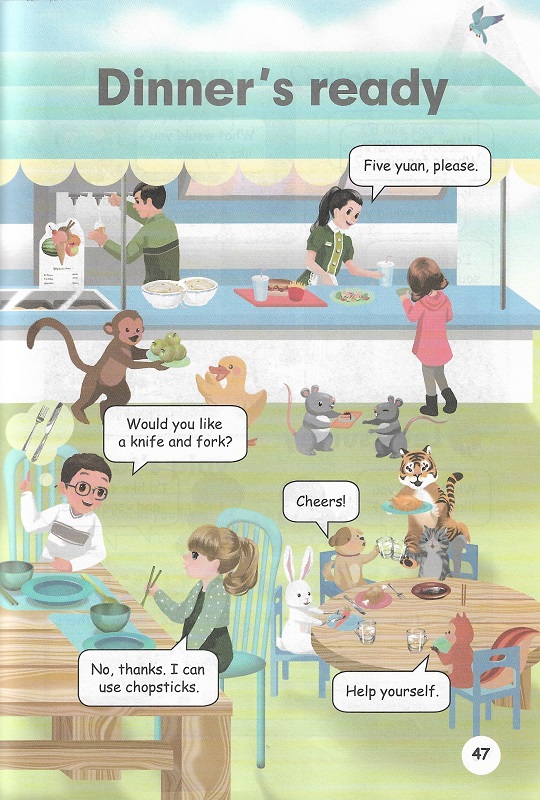 Dinner's ready
Five yuan, please.
Would you like
a knife and fork?
Cheers!
No, thanks. I can
use chopsticks.
Help yourself.
47